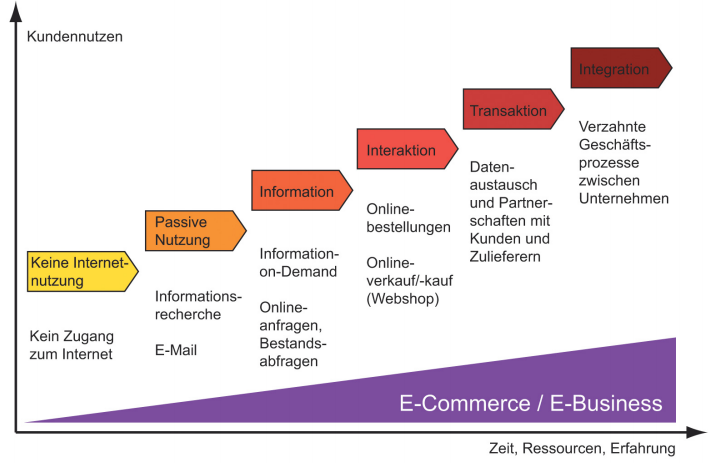 Kundennutzen
Integration
Transaktion
Verzahnte
Geschäfts-
prozesse
zwischen
Unternehmen
Interaktion
Daten-
austausch
und Partner-
schaften mit
Kunden und
Zulieferern
Information
Online-
bestellungen
Online-
verkauf/-kauf
(Webshop)
Passive
Nutzung
Information-
on-Demand
Online-
anfragen,
Bestands-
abfragen
Keine Internet-
nutzung
Informations-
recherche
E-Mail
Kein Zugang
zum Internet
E-Commerce / E-Business
Zeit, Ressourcen, Erfahrung